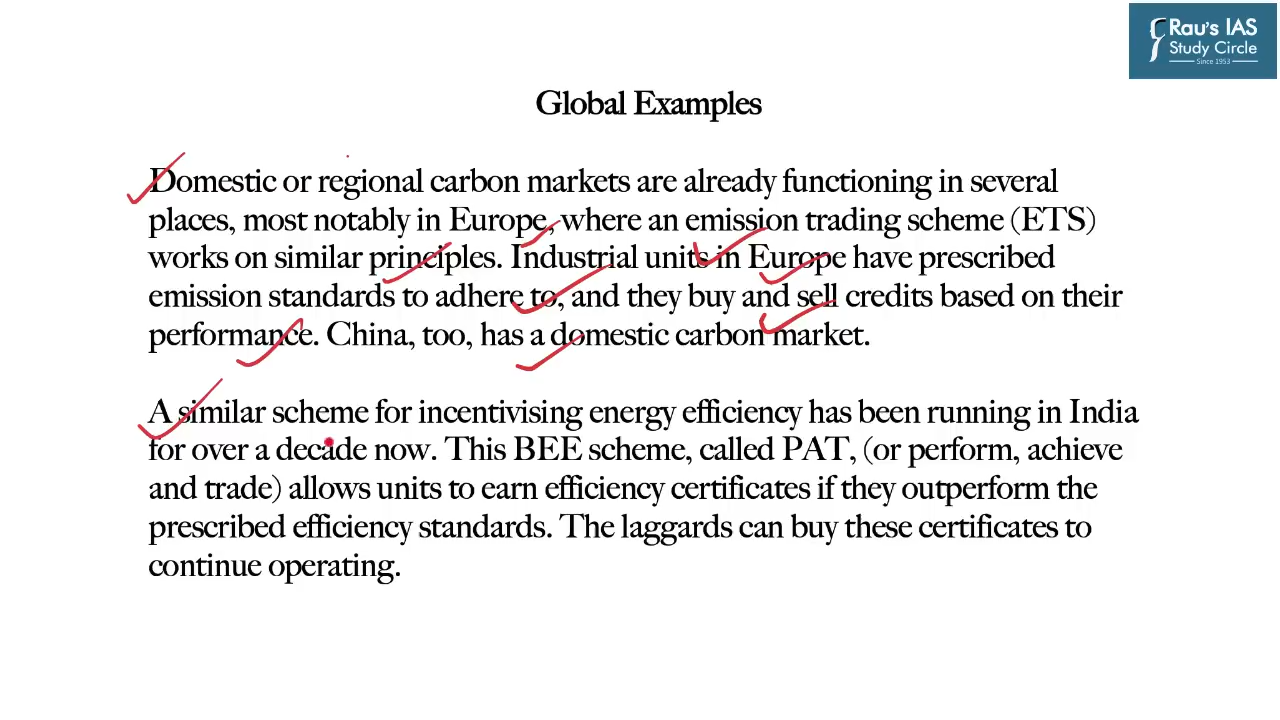 Rau's IAS
Study Circle
Since 1953
Global Examples
Domestic or regional carbon markets are already functioning in several
places, most notably in Europe, where an emission trading scheme (ETS)
works on similar principles. Industrial units in Europe have prescribed
emission standards to adhere to, and they buy and sell credits based on their
performance. China, too, has a domestic carbon market.
A similar scheme for incentivising energy efficiency has been running in India
for over a decade now. This BEE scheme, called PAT, (or perform, achieve
and trade) allows units to earn efficiency certificates if they outperform the
prescribed efficiency standards. The laggards can buy these certificates to
continue operating.